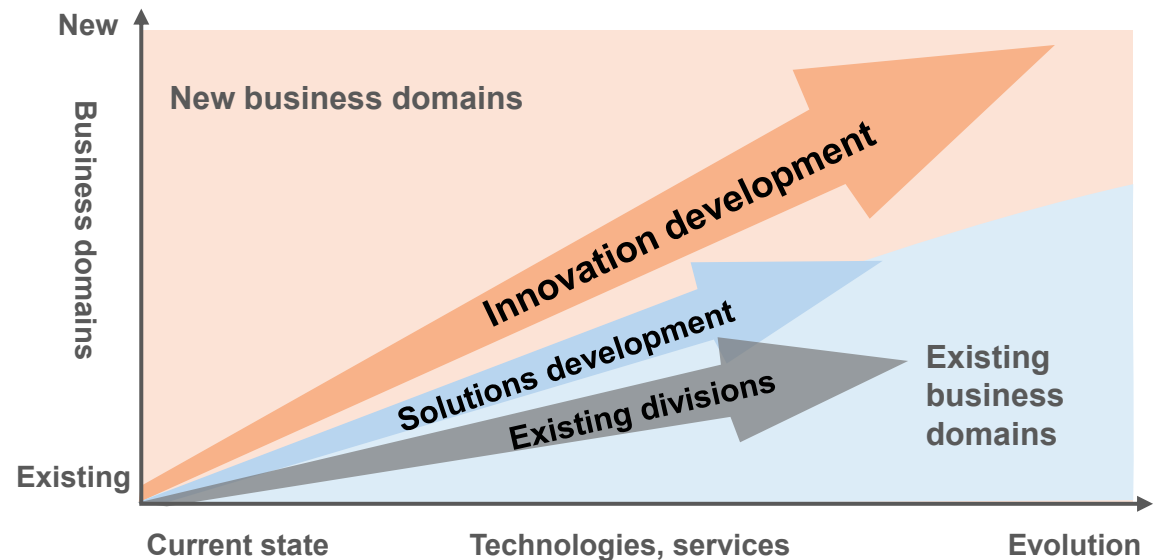 New
Business domains
New business domains
Innovation development
Solutions development
Existing divisions
Existing
business
domains
Existing
Current state
Technologies, services
Evolution